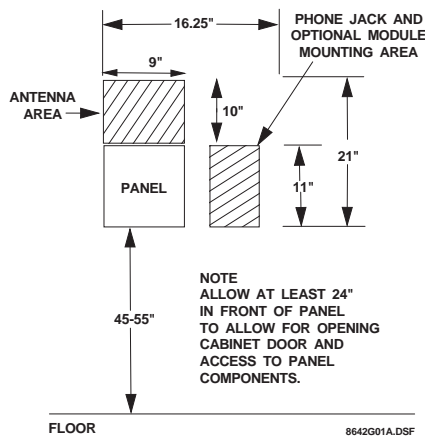 16.25"
PHONE JACK AND
OPTIONAL MODULE
MOUNTING AREA
9"
ANTENNA
AREA
10"
21"
PANEL
11"
45-55"
NOTE
ALLOW AT LEAST 24"
IN FRONT OF PANEL
TO ALLOW FOR OPENING
CABINET DOOR AND
ACCESS TO PANEL
COMPONENTS.
FLOOR
8642G01A.DSF